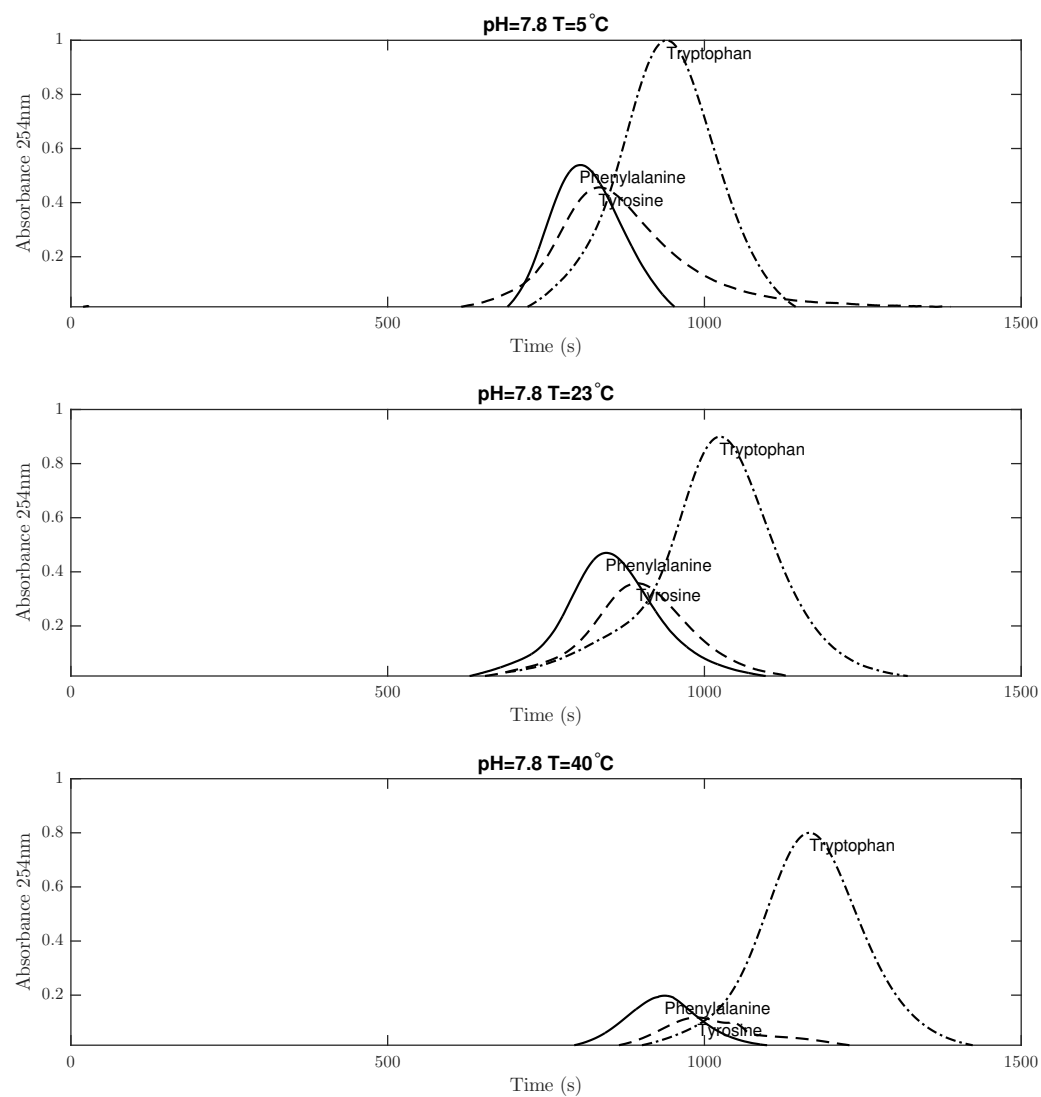 pH=7.8 T=5°C
1
Tryptophan
0.8
0.6
Phenylalanine
Tyrosine
0.4
0.2
Absorbance 254nm
0 500 1000 1500
Time (s)
pH=7.8 T=23°C
1
Tryptophan
0.8
0.6
Phenylalanine
0.4
Tyrosine
0.2
Absorbance 254nm
0 500 1000 1500
Time (s)
pH=7.8 T=40°C
1
0.8
Tryptophan
0.6
0.4
0.2
Phenylalanine
Tyrosine
Absorbance 254nm
0 500 1000 1500
Time (s)